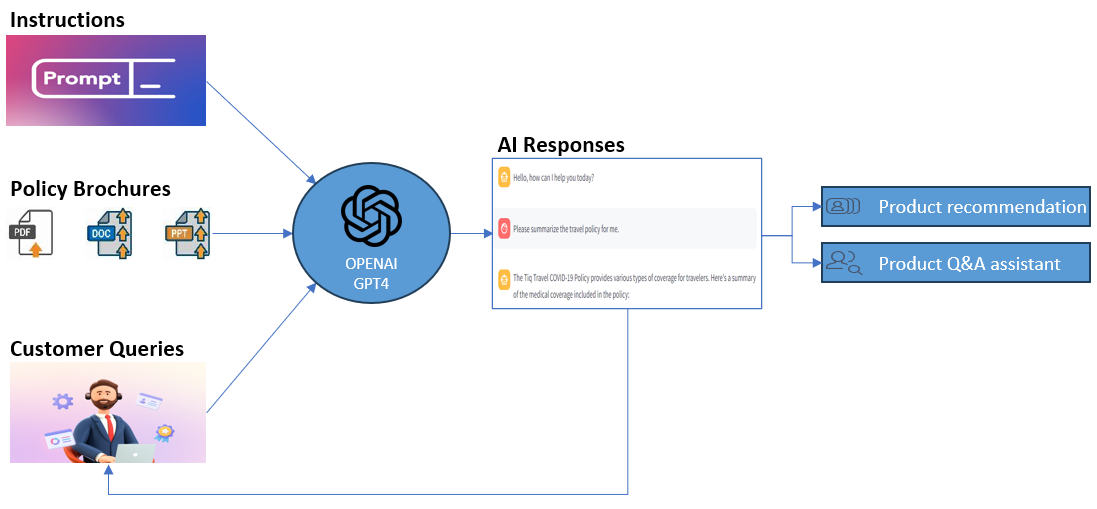 Instructions
Prompt
Policy Brochures
PDF
DOC
PPT
Customer Queries
OPENAI
GPT4
AI Responses
Hello, how can I help you today?
Please summarize the travel policy for me.
The Tiq Travel COVID-19 Policy provides various types of coverage for travelers. Here's a summary
of the medical coverage included in the policy:
Product recommendation
Product Q&A assistant